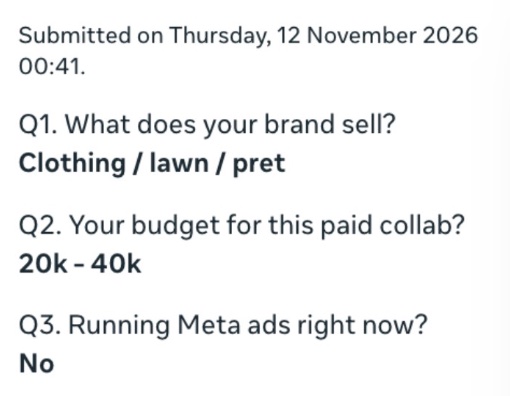 Submitted on Thursday, 12 November 2026
00:41.
Q1. What does your brand sell?
Clothing / lawn / pret
Q2. Your budget for this paid collab?
20k - 40k
Q3. Running Meta ads right now?
No